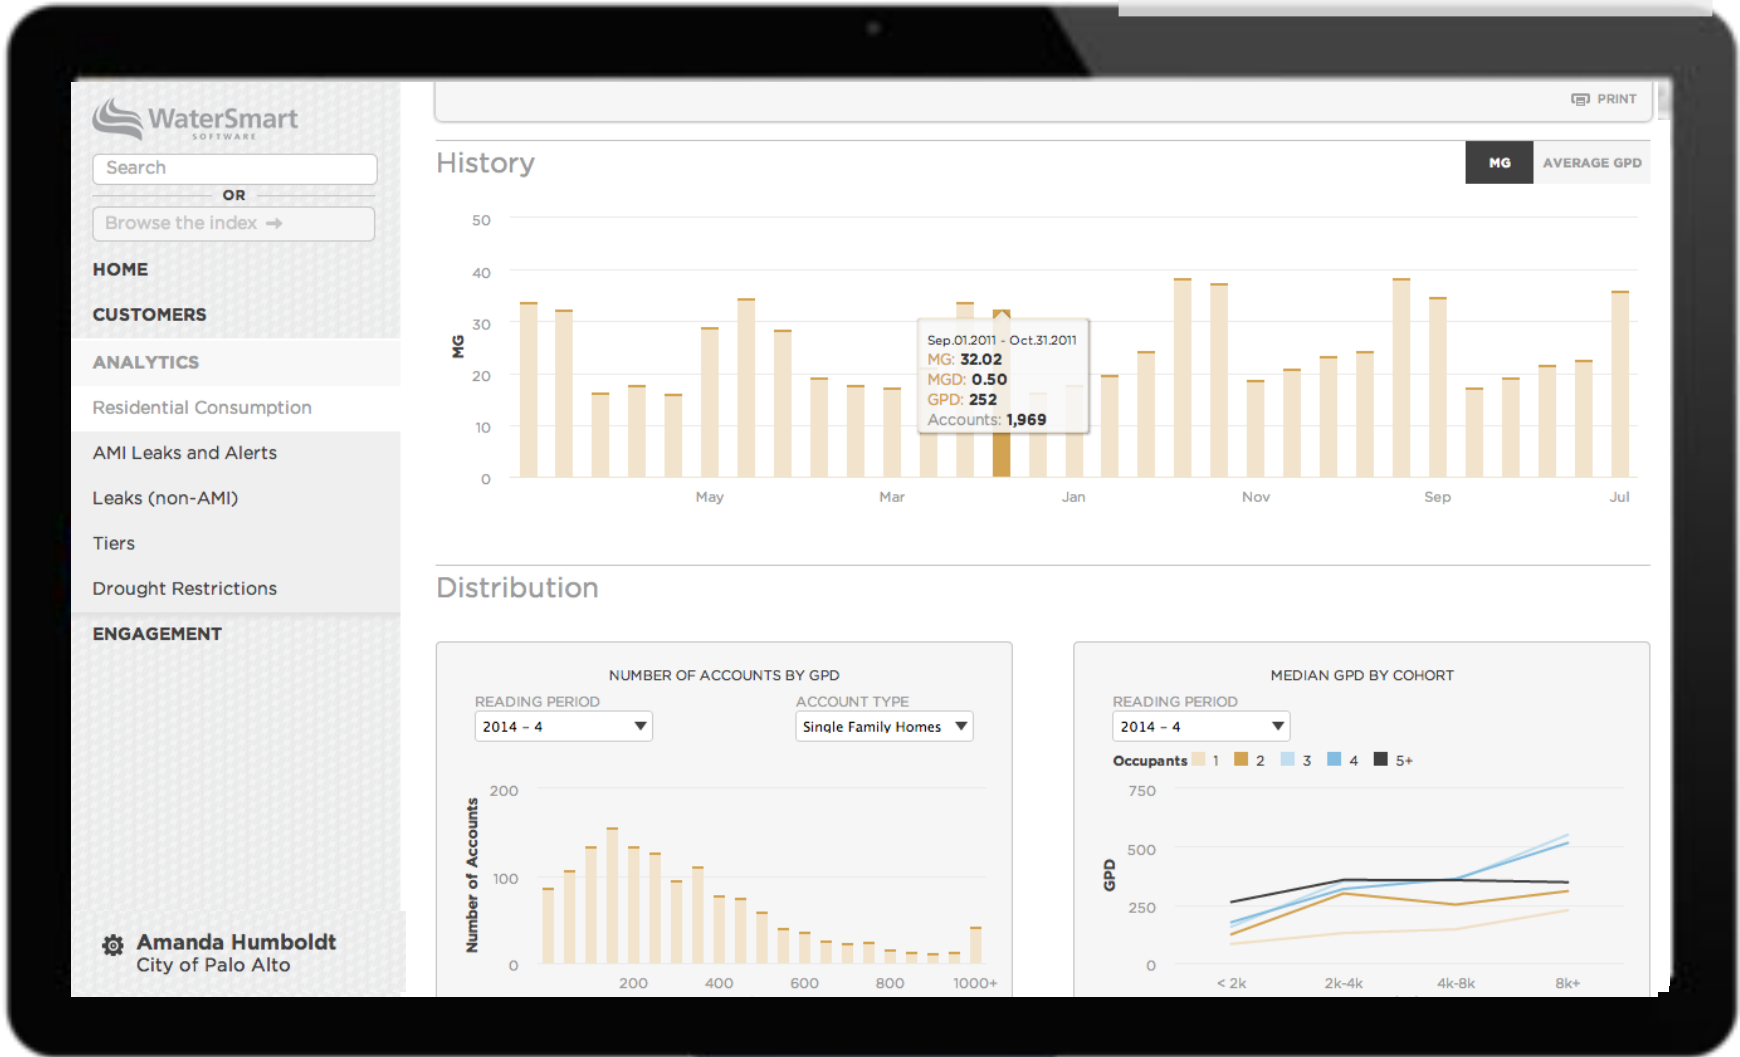 WaterSmart
SOFTWARE
Search
OR
Browse the index ➔
HOME
CUSTOMERS
ANALYTICS
Residential Consumption
AMI Leaks and Alerts
Leaks (non-AMI)
Tiers
Drought Restrictions
ENGAGEMENT
Amanda Humboldt
City of Palo Alto
PRINT
History
MG AVERAGE GPD
50
40
30
20
10
0
MG
Sep.01.2011 - Oct.31.2011
MG: 32.02
MGD: 0.50
GPD: 252
Accounts: 1,969
May Mar Jan Nov Sep Jul
Distribution
NUMBER OF ACCOUNTS BY GPD
READING PERIOD ACCOUNT TYPE
2014 – 4 Single Family Homes
Number of Accounts
200
100
0
200 400 600 800 1000+
MEDIAN GPD BY COHORT
READING PERIOD
2014 – 4
Occupants 1 2 3 4 5+
GPD
750
500
250
0
< 2k 2k-4k 4k-8k 8k+